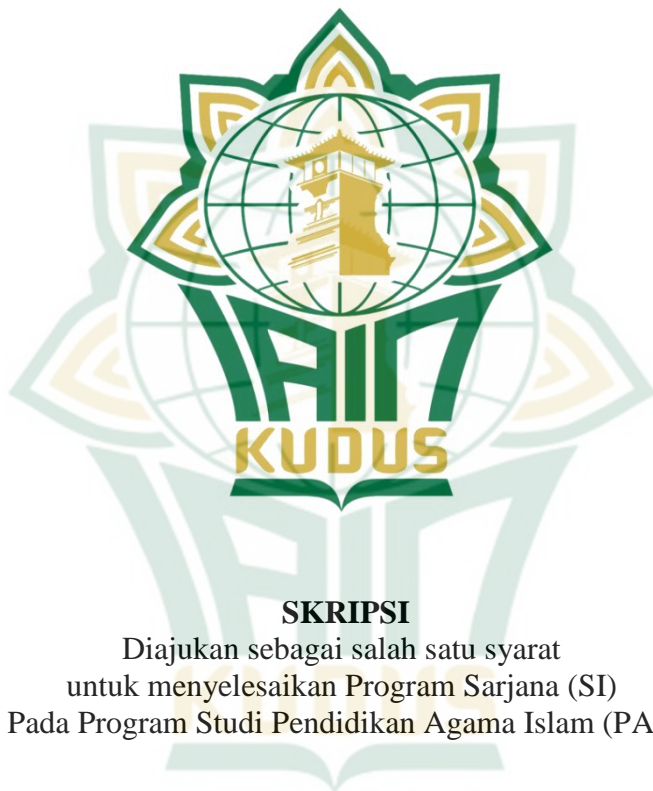 IAIN
KUDUS
SKRIPSI
Diajukan sebagai salah satu syarat
untuk menyelesaikan Program Sarjana (SI)
Pada Program Studi Pendidikan Agama Islam (PA